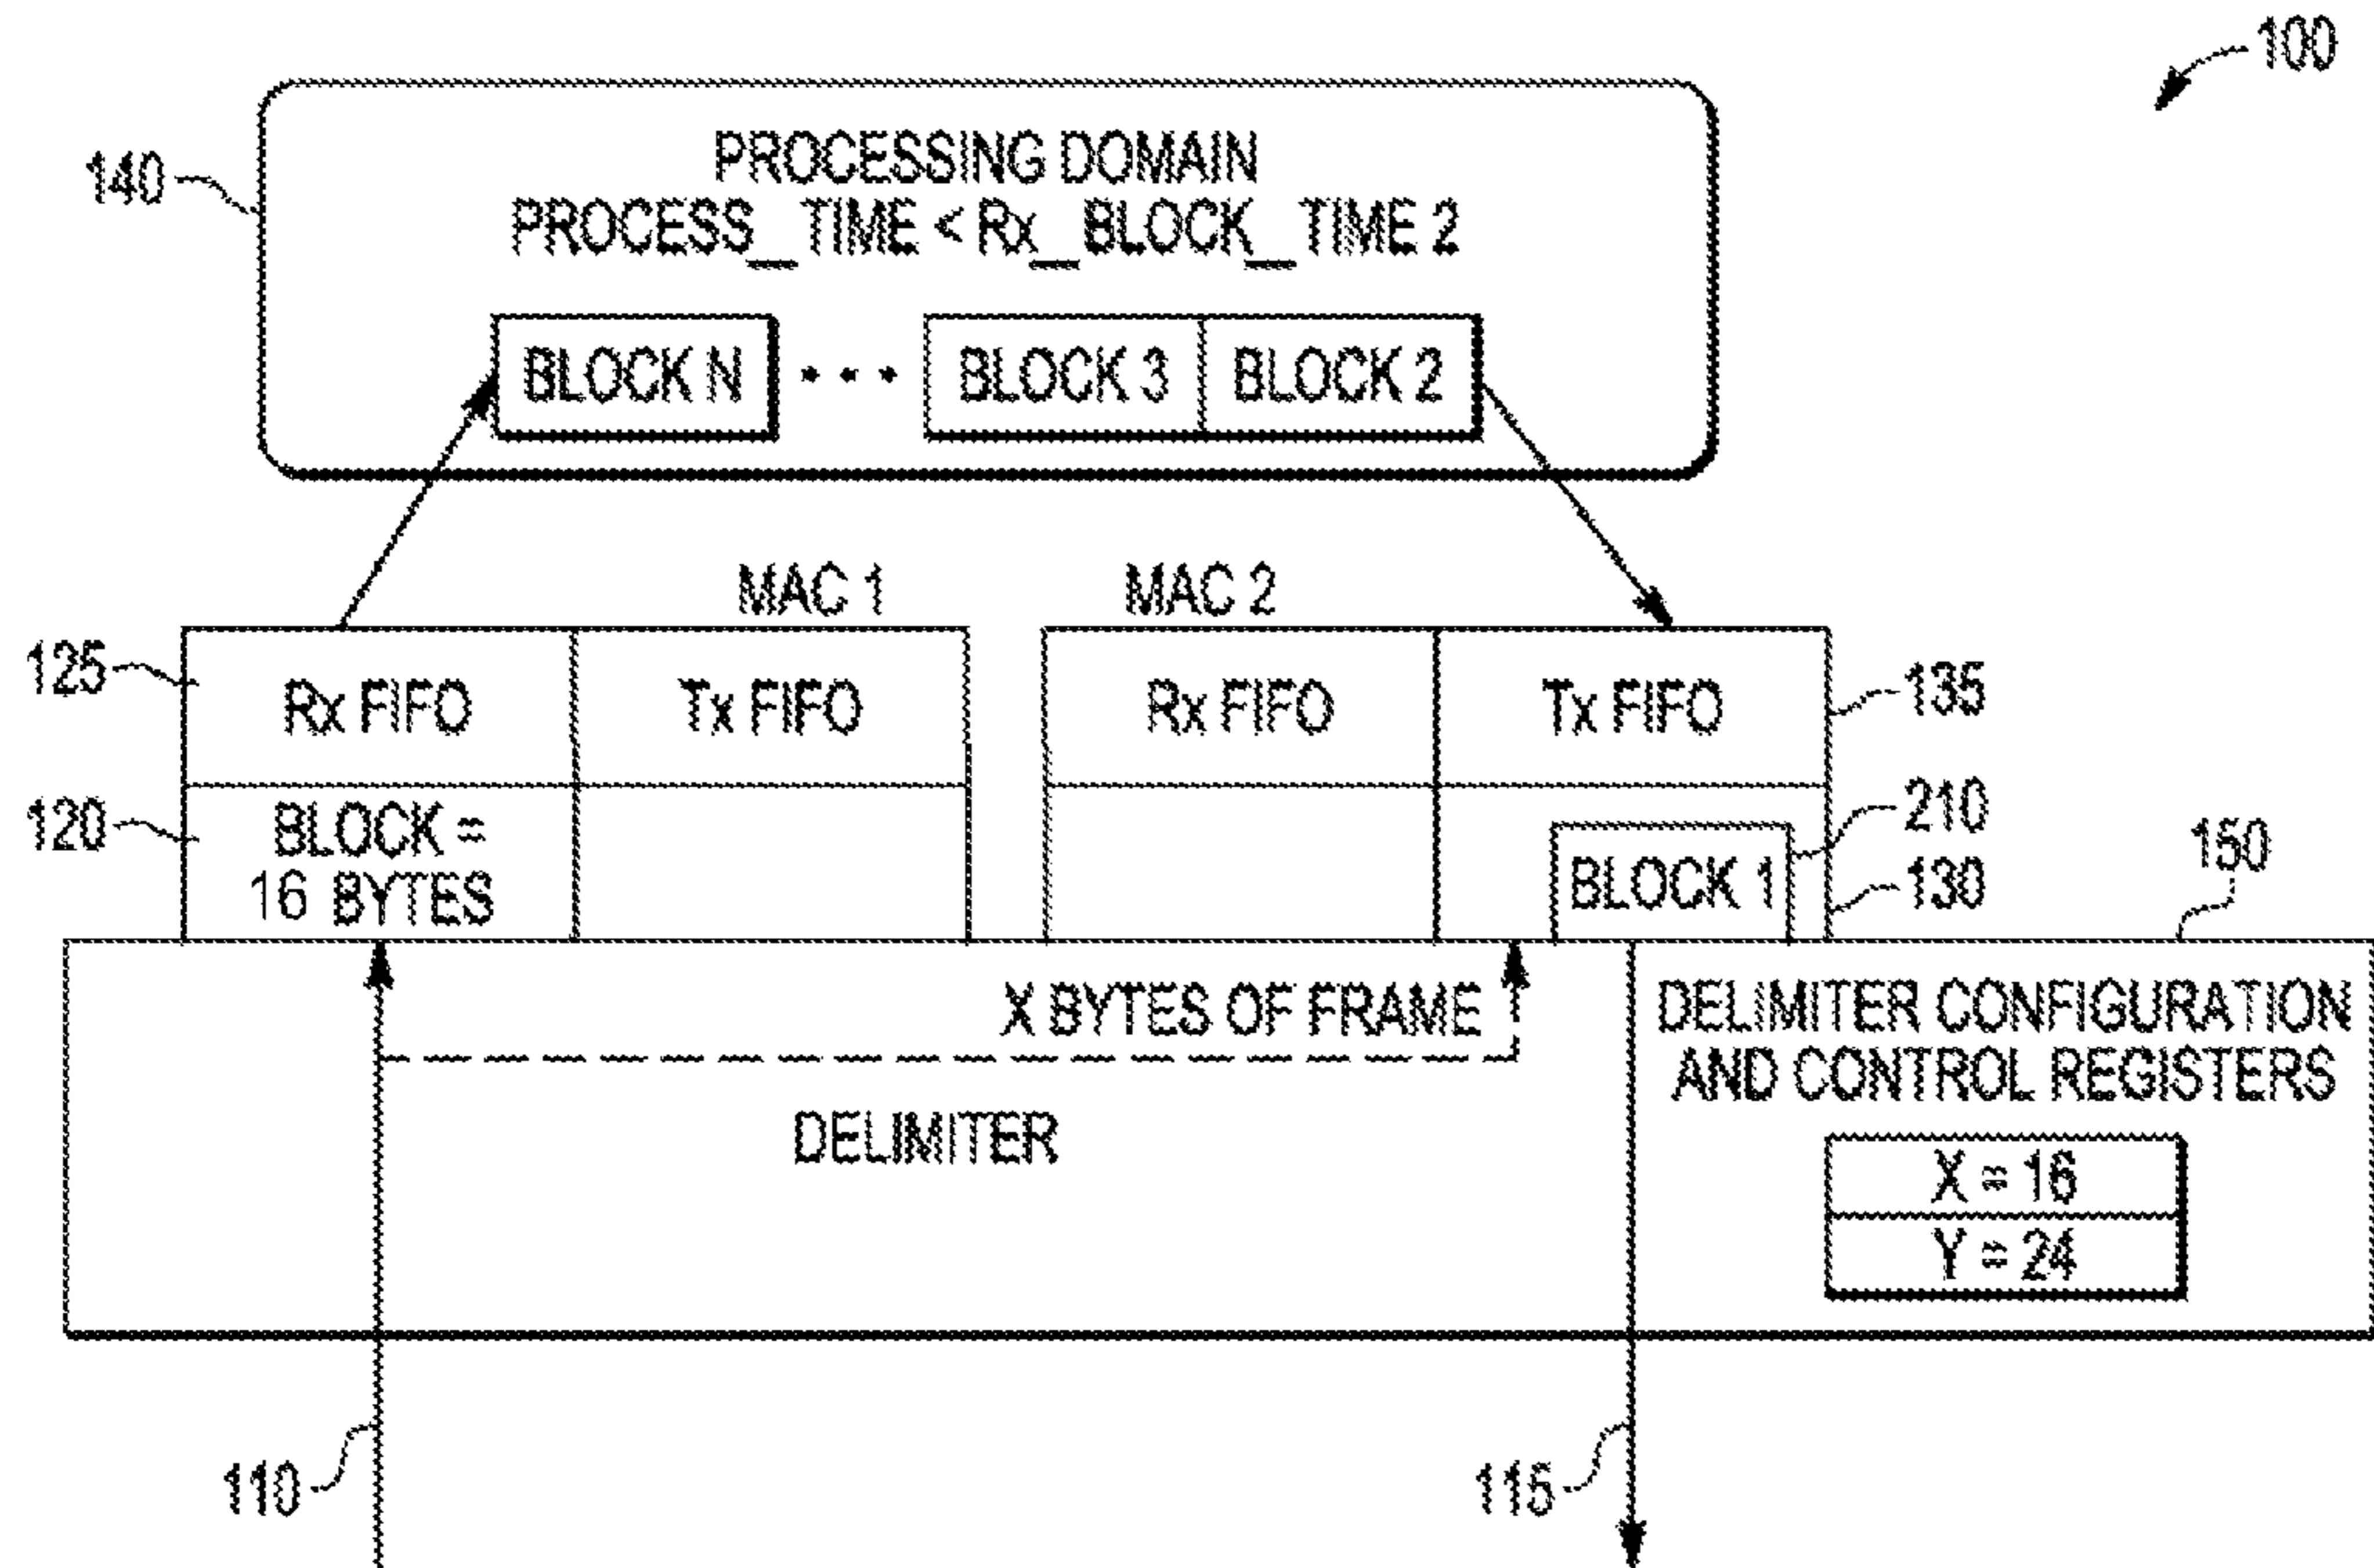 100
140
PROCESSING DOMAIN
PROCESS_TIME < Rx_BLOCK_TIME 2
BLOCK N ••• BLOCK 3 BLOCK 2
MAC 1 MAC 2
125 Rx FIFO Tx FIFO Rx FIFO Tx FIFO 135
120 BLOCK =
16 BYTES
210
BLOCK 1
130
150
X BYTES OF FRAME
DELIMITER
DELIMITER CONFIGURATION
AND CONTROL REGISTERS
X = 16
Y = 24
110
115